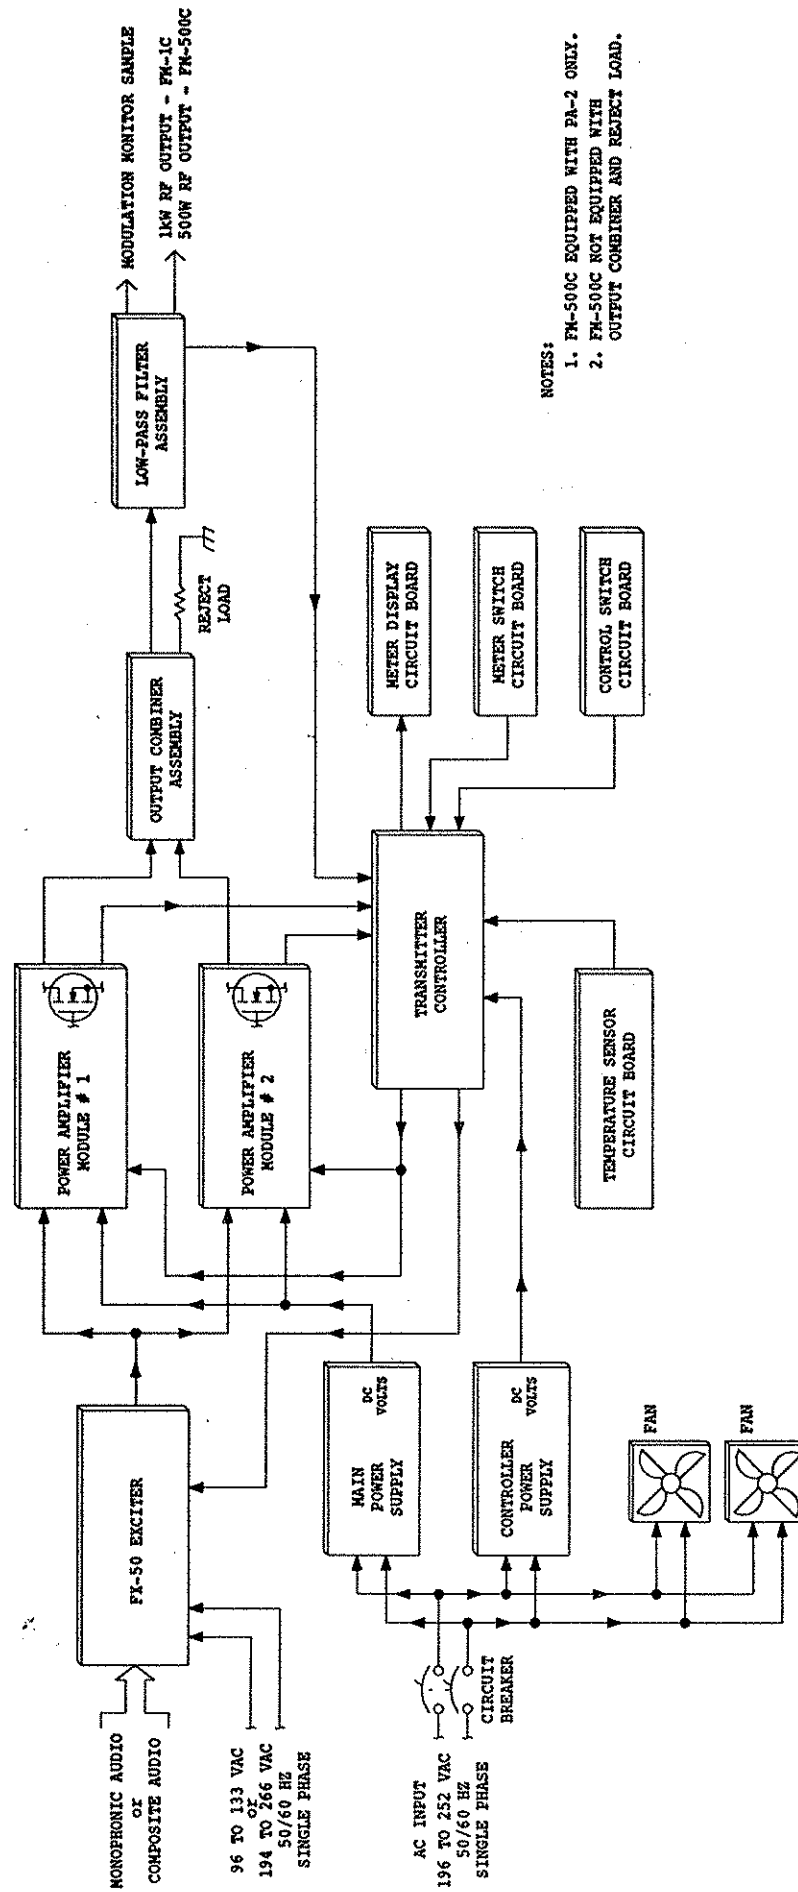 MONOPHONIC AUDIO
or
COMPOSITE AUDIO
96 TO 133 VAC
or
194 TO 266 VAC
50/60 HZ
SINGLE PHASE
AC INPUT
196 TO 252 VAC
50/60 HZ
SINGLE PHASE
CIRCUIT
BREAKER
FX-50 EXCITER
MAIN
POWER
SUPPLY
DC
VOLTS
CONTROLLER
POWER
SUPPLY
DC
VOLTS
FAN
FAN
POWER AMPLIFIER
MODULE # 1
POWER AMPLIFIER
MODULE # 2
TRANSMITTER
CONTROLLER
TEMPERATURE SENSOR
CIRCUIT BOARD
OUTPUT COMBINER
ASSEMBLY
REJECT
LOAD
METER DISPLAY
CIRCUIT BOARD
METER SWITCH
CIRCUIT BOARD
CONTROL SWITCH
CIRCUIT BOARD
LOW-PASS FILTER
ASSEMBLY
MODULATION MONITOR SAMPLE
1kW RF OUTPUT - FM-1C
500W RF OUTPUT - FM-500C
NOTES:
1. FM-500C EQUIPPED WITH PA-2 ONLY.
2. FM-500C NOT EQUIPPED WITH
OUTPUT COMBINER AND REJECT LOAD.